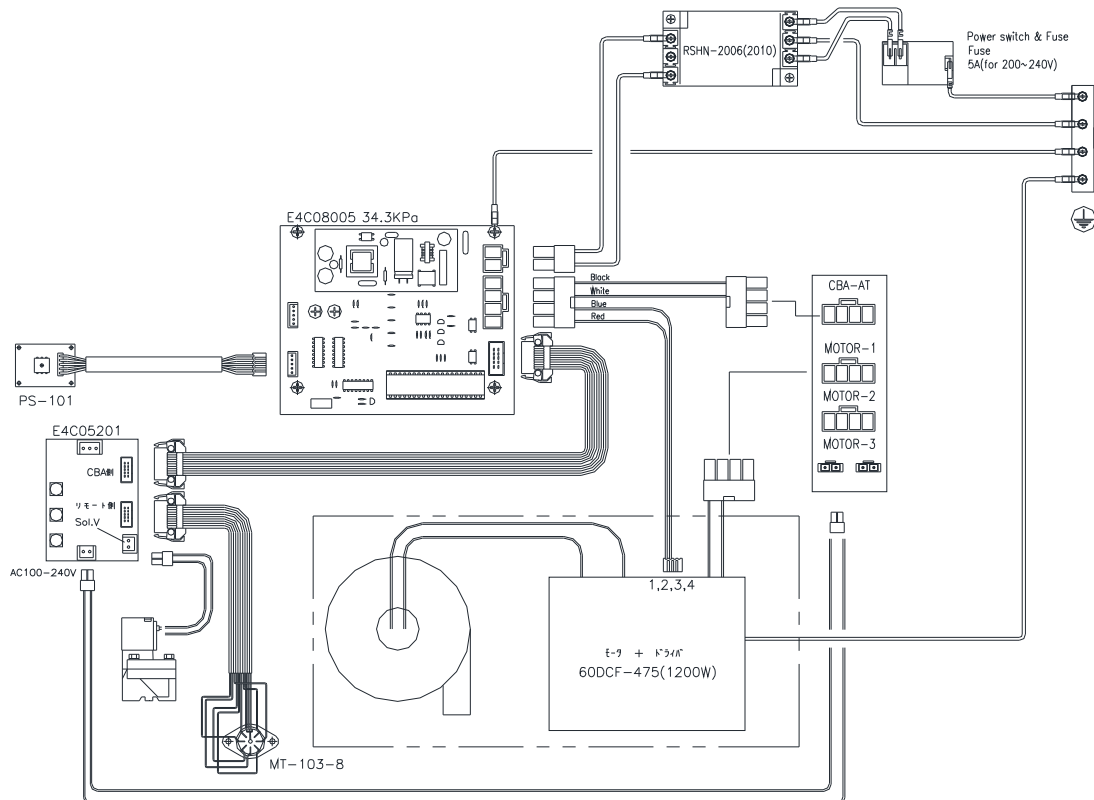 RSHN-2006(2010)
Power switch & Fuse
Fuse
5A(for 200~240V)
E4C08005 34.3KPa
Black
White
Blue
Red
CBA-AT
MOTOR-1
MOTOR-2
MOTOR-3
PS-101
E4C05201
CBA側
リモート側
Sol.V
AC100-240V
1,2,3,4
モータ + ドライバ
60DCF-475(1200W)
MT-103-8